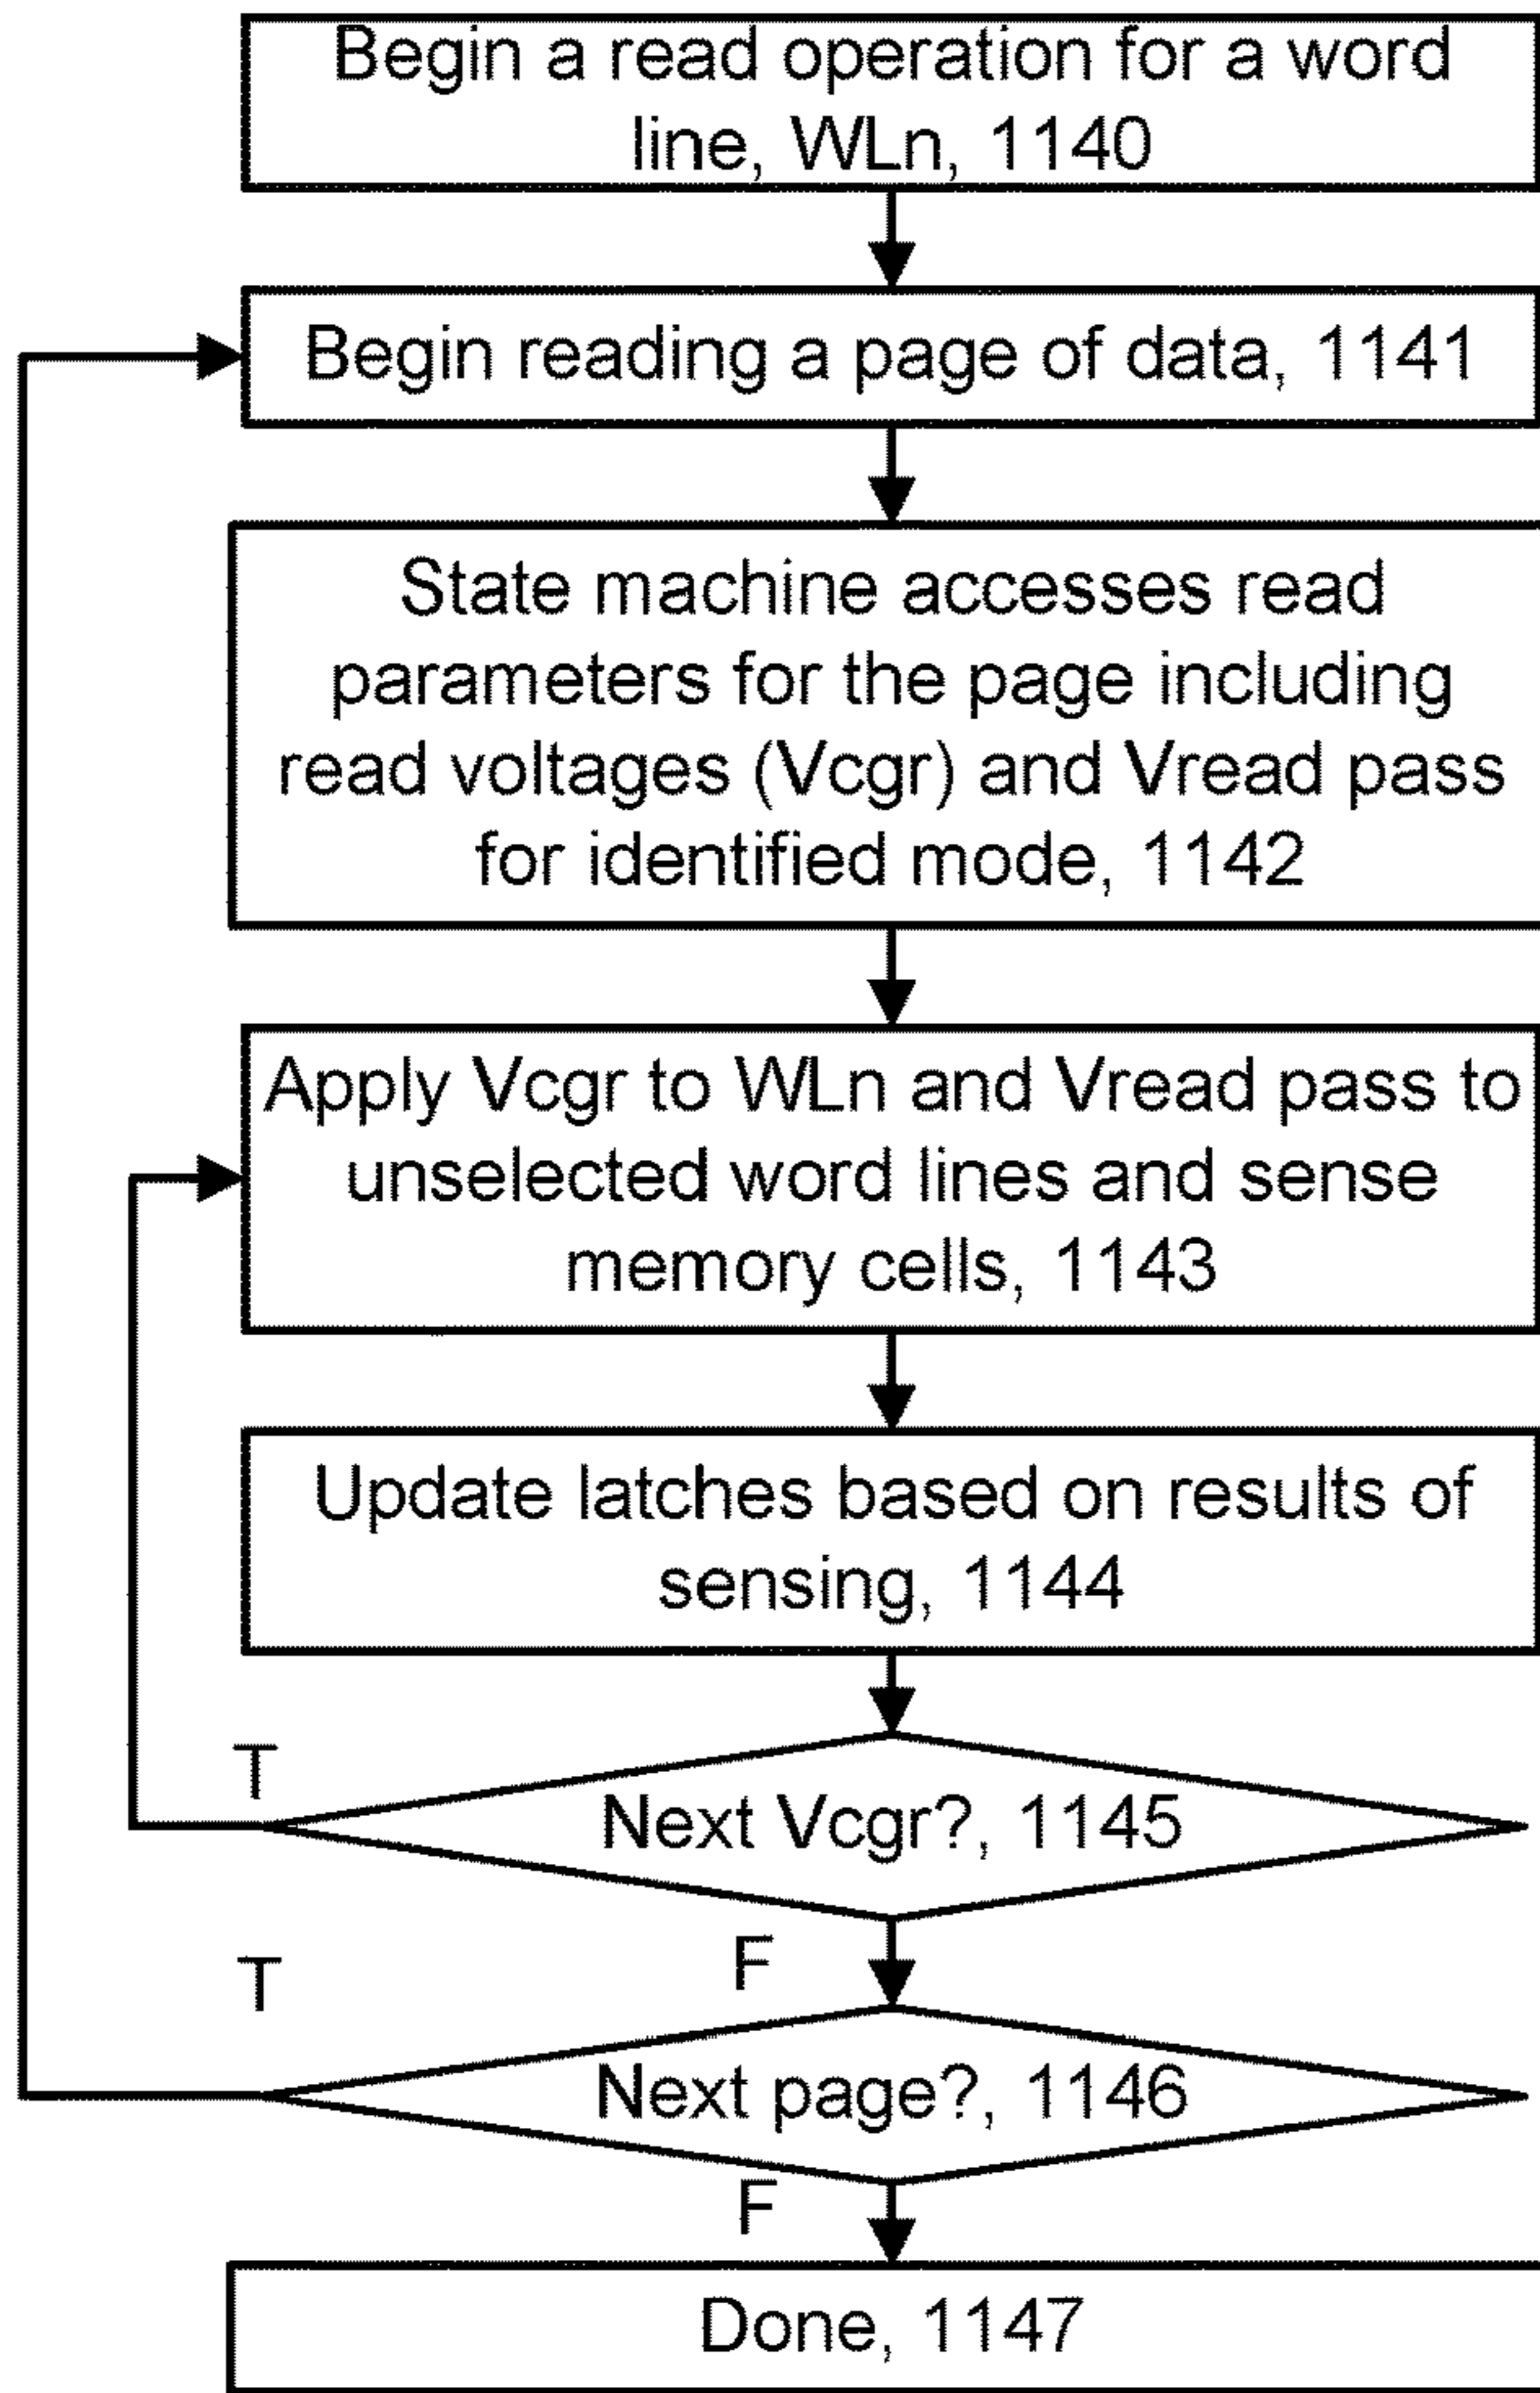 Begin a read operation for a word
line, WLn, 1140
Begin reading a page of data, 1141
State machine accesses read
parameters for the page including
read voltages (Vcgr) and Vread pass
for identified mode, 1142
Apply Vcgr to WLn and Vread pass to
unselected word lines and sense
memory cells, 1143
Update latches based on results of
sensing, 1144
T
Next Vcgr?, 1145
F
T
Next page?, 1146
F
Done, 1147